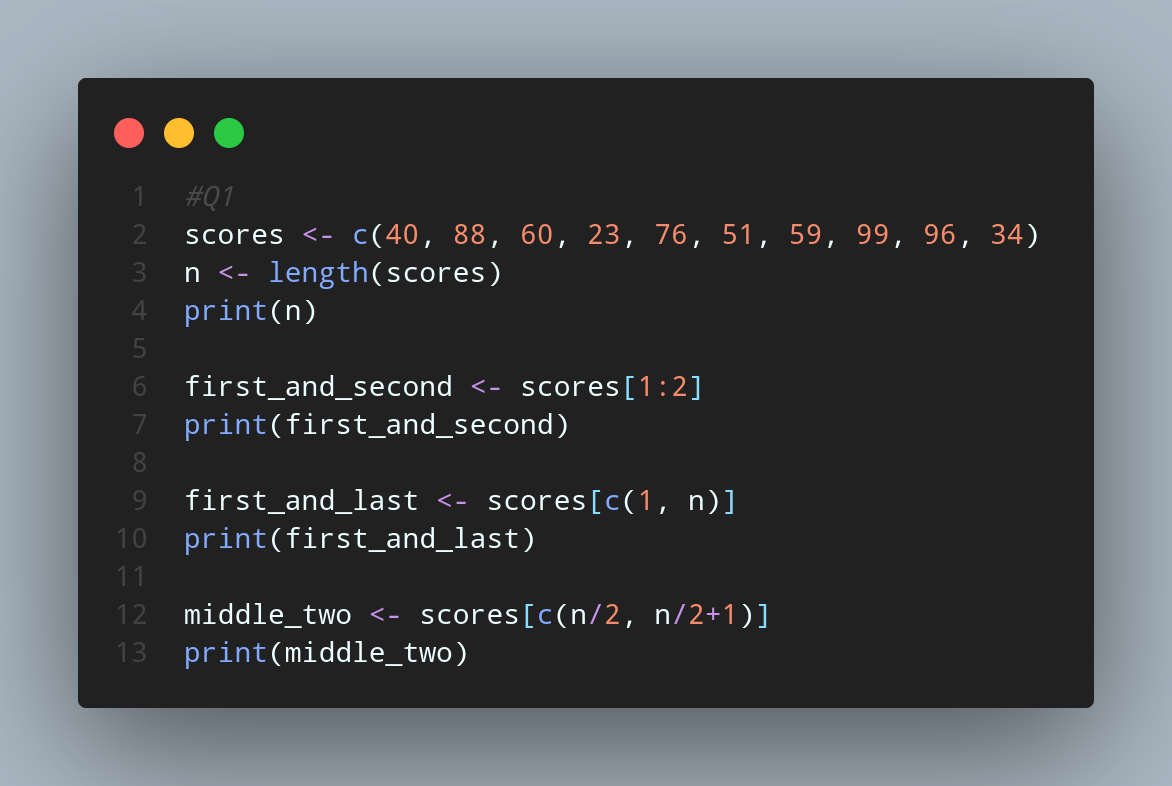 1 #Q1
2 scores <- c(40, 88, 60, 23, 76, 51, 59, 99, 96, 34)
3 n <- length(scores)
4 print(n)
5
6 first_and_second <- scores[1:2]
7 print(first_and_second)
8
9 first_and_last <- scores[c(1, n)]
10 print(first_and_last)
11
12 middle_two <- scores[c(n/2, n/2+1)]
13 print(middle_two)